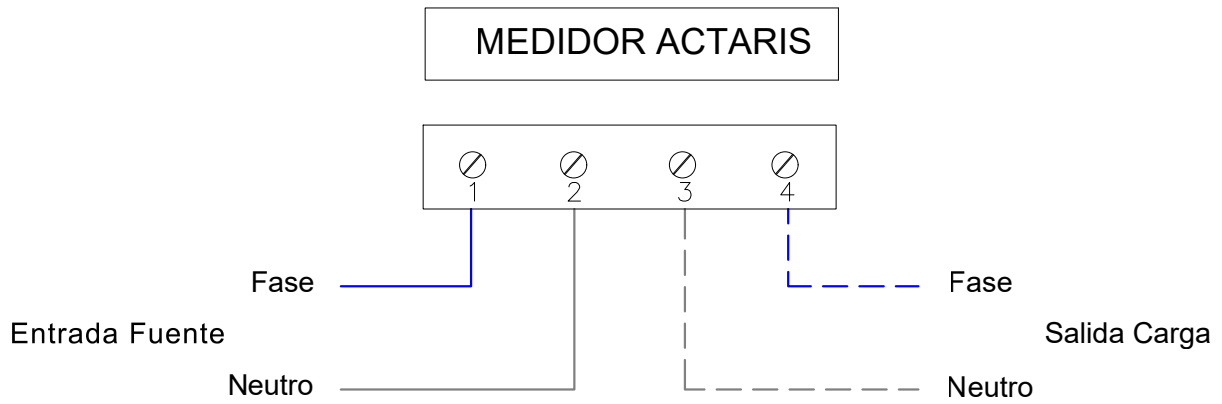 MEDIDOR ACTARIS
1 2 3 4
Fase Fase
Entrada Fuente Salida Carga
Neutro Neutro